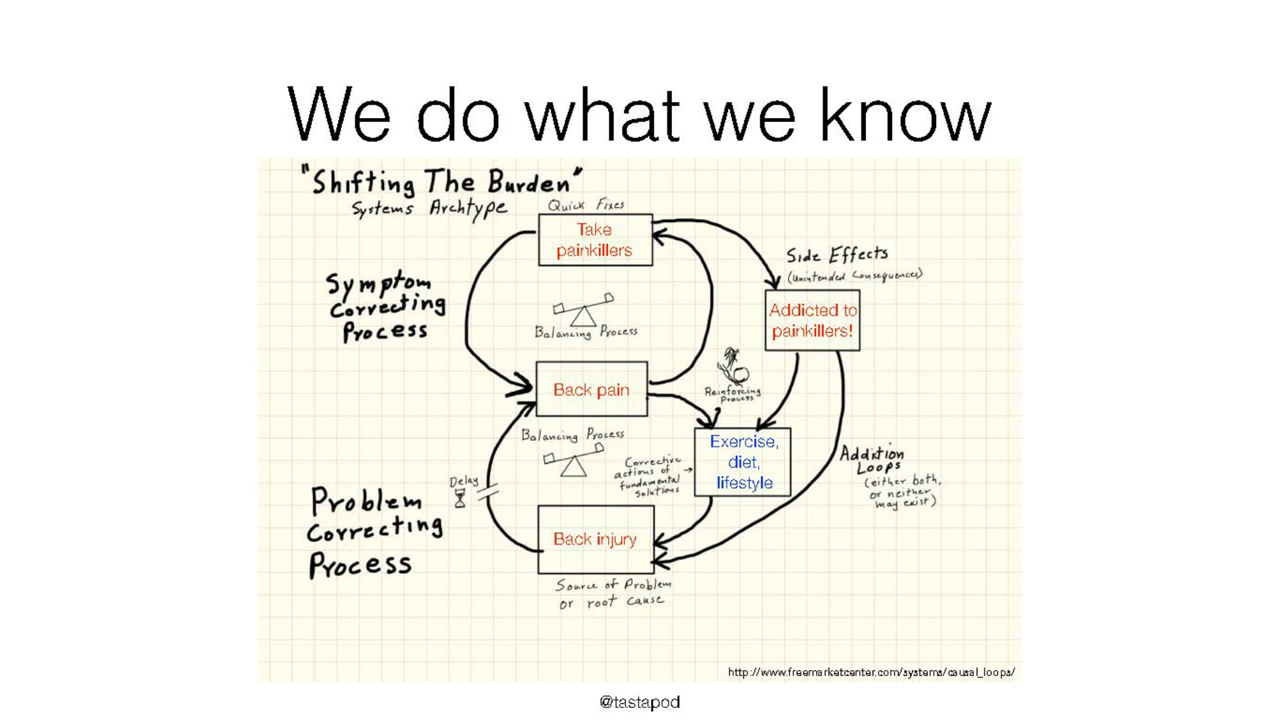 We do what we know
"Shifting The Burden"
Systems Archtype
Quick Fixes
Take
painkillers
Side Effects
(Unintended Consequences)
Symptom
Correcting
Process
Addicted to
painkillers!
Balancing Process
Back pain
Reinforcing
Process
Balancing Process
Exercise,
diet,
lifestyle
Corrective
actions of
fundamental
solutions
Addiction
Loops
(either both,
or neither
may exist)
Delay
Problem
Correcting
Process
Back injury
Source of Problem
or root cause
http://www.freemarketcenter.com/systems/causal_loops/
@tastapod